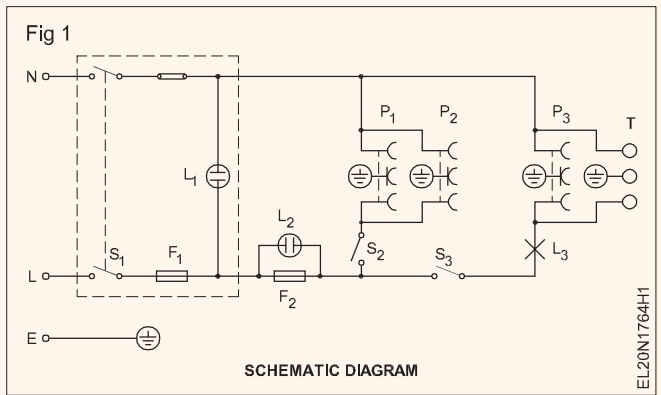 Fig 1
N
P1
P2
P3
T
L1
L2
S1
F1
F2
S2
S3
L3
L
E
SCHEMATIC DIAGRAM
EL20N1764H1